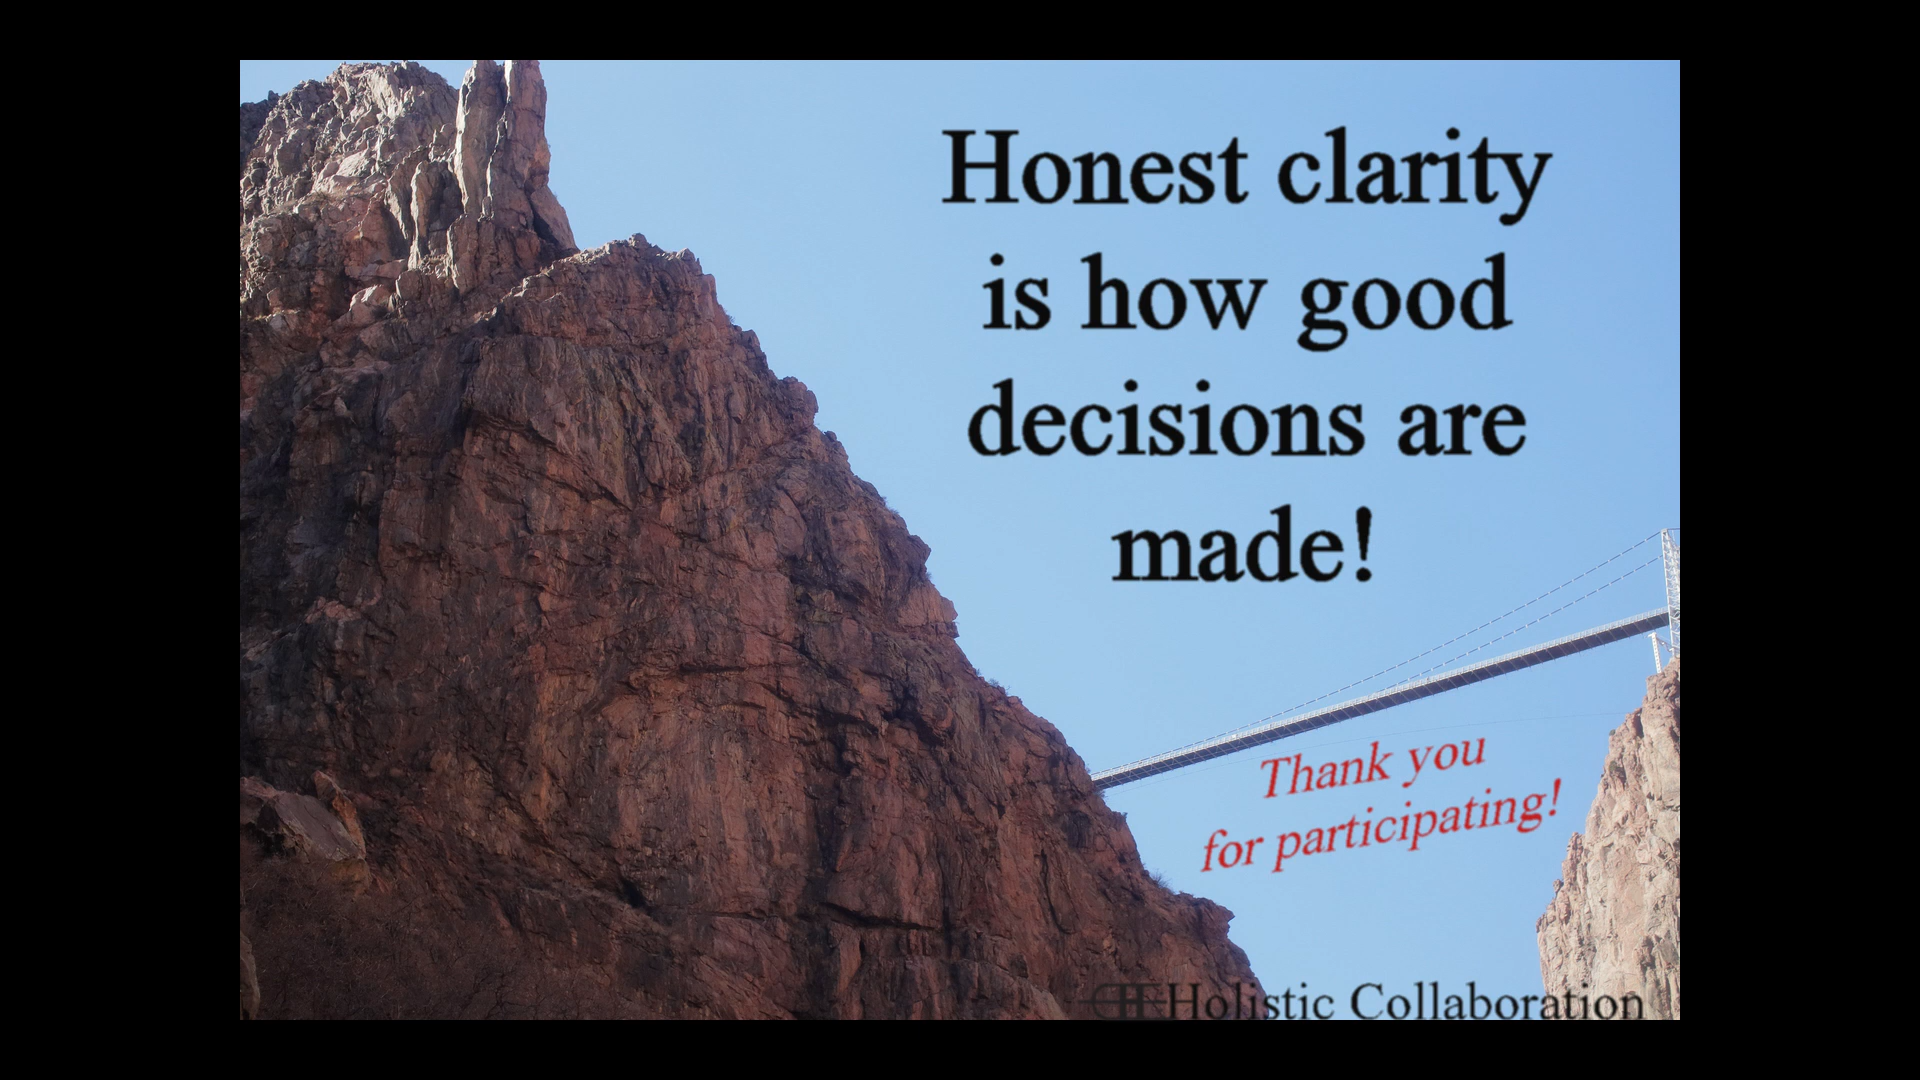 Honest clarity
is how good
decisions are
made!
Thank you
for participating!
Holistic Collaboration